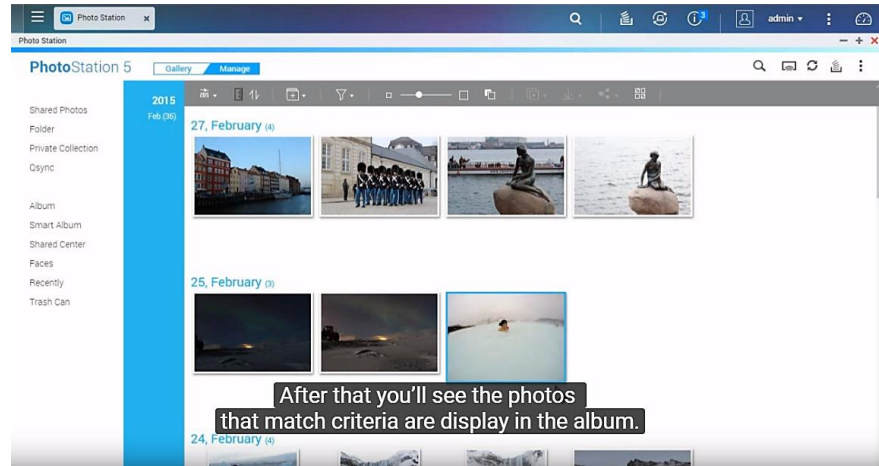 Photo Station
admin
Photo Station
PhotoStation 5
Gallery
Manage
2015
Feb (36)
Shared Photos
Folder
Private Collection
Qsync
Album
Smart Album
Shared Center
Faces
Recently
Trash Can
27, February (4)
25, February (3)
After that you'll see the photos
that match criteria are display in the album.
24, February (4)